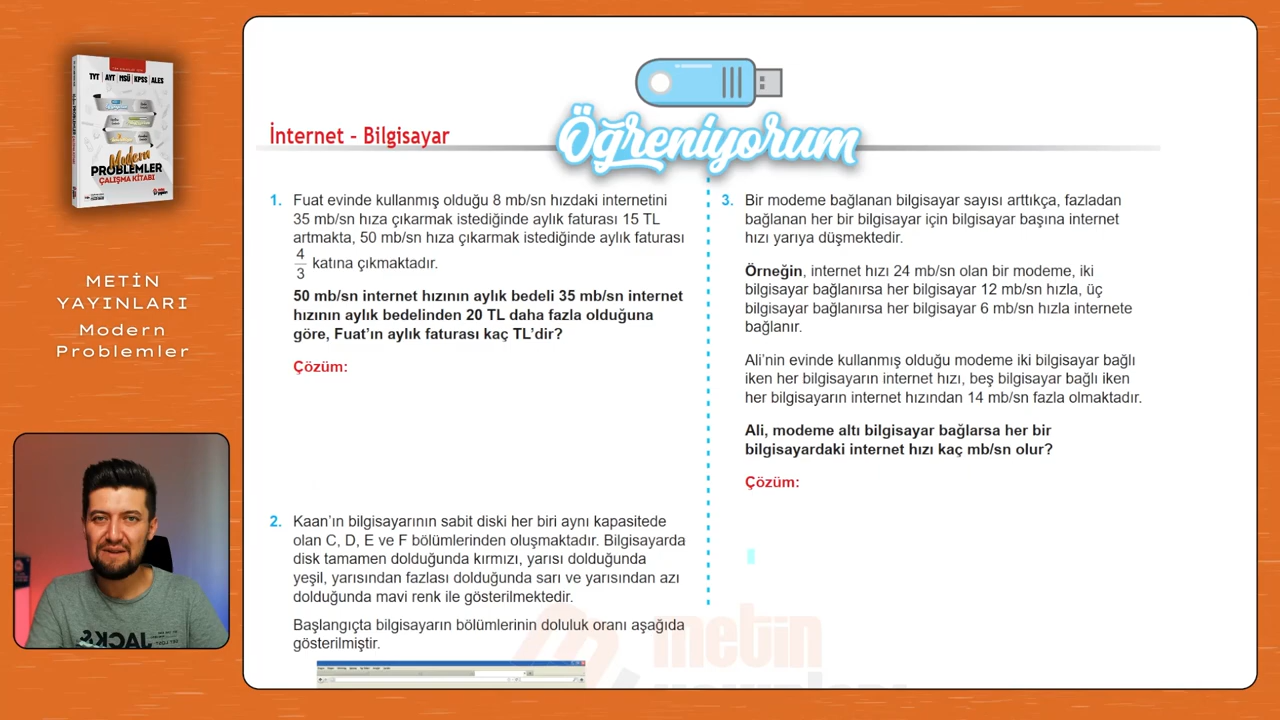 TYT AYT MSÜ KPSS ALES
Modern
PROBLEMLER
ÇALIŞMA KİTABI
METİN
YAYINLARI
Modern
Problemler
JACK'S
İnternet - Bilgisayar
Öğreniyorum
1. Fuat evinde kullanmış olduğu 8 mb/sn hızdaki internetini
35 mb/sn hıza çıkarmak istediğinde aylık faturası 15 TL
artmakta, 50 mb/sn hıza çıkarmak istediğinde aylık faturası
4/3 katına çıkmaktadır.
50 mb/sn internet hızının aylık bedeli 35 mb/sn internet
hızının aylık bedelinden 20 TL daha fazla olduğuna
göre, Fuat'ın aylık faturası kaç TL'dir?
Çözüm:
2. Kaan'ın bilgisayarının sabit diski her biri aynı kapasitede
olan C, D, E ve F bölümlerinden oluşmaktadır. Bilgisayarda
disk tamamen dolduğunda kırmızı, yarısı dolduğunda
yeşil, yarısından fazlası dolduğunda sarı ve yarısından azı
dolduğunda mavi renk ile gösterilmektedir.
Başlangıçta bilgisayarın bölümlerinin doluluk oranı aşağıda
gösterilmiştir.
3. Bir modeme bağlanan bilgisayar sayısı arttıkça, fazladan
bağlanan her bir bilgisayar için bilgisayar başına internet
hızı yarıya düşmektedir.
Örneğin, internet hızı 24 mb/sn olan bir modeme, iki
bilgisayar bağlanırsa her bilgisayar 12 mb/sn hızla, üç
bilgisayar bağlanırsa her bilgisayar 6 mb/sn hızla internete
bağlanır.
Ali'nin evinde kullanmış olduğu modeme iki bilgisayar bağlı
iken her bilgisayarın internet hızı, beş bilgisayar bağlı iken
her bilgisayarın internet hızından 14 mb/sn fazla olmaktadır.
Ali, modeme altı bilgisayar bağlarsa her bir
bilgisayardaki internet hızı kaç mb/sn olur?
Çözüm:
metin